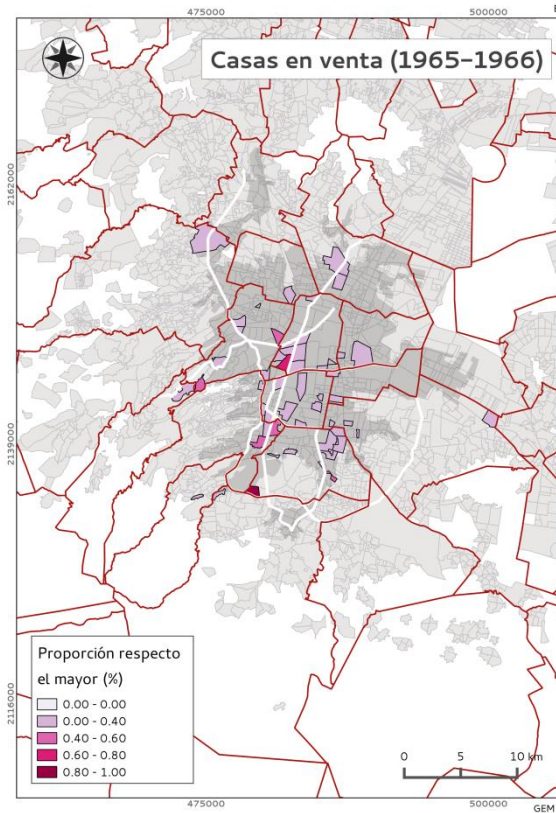 475000
500000
E
Casas en venta (1965–1966)
2162000
2139000
2116000
Proporción respecto
el mayor (%)
0.00 - 0.00
0.00 - 0.40
0.40 - 0.60
0.60 - 0.80
0.80 - 1.00
0 5 10 km
475000
500000
GEM